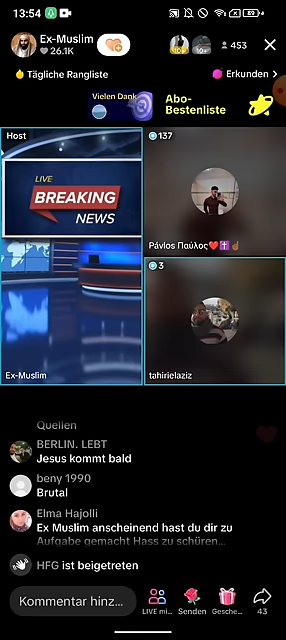 13:54
89
Ex-Muslim
26.1K
453
Tägliche Rangliste
Erkunden >
Vielen Dank
Abo-
Bestenliste
Host
LIVE
BREAKING
NEWS
Ex-Muslim
137
Pávlos Παύλος❤️✝️☝🏽
3
tahirielaziz
Quellen
BERLIN. LEBT
Jesus kommt bald
beny 1990
Brutal
Elma Hajolli
Ex Muslim anscheinend hast du dir zu
Aufgabe gemacht Hass zu schüren...
HFG ist beigetreten
Kommentar hinz...
LIVE mi...
Senden
Gesche...
43